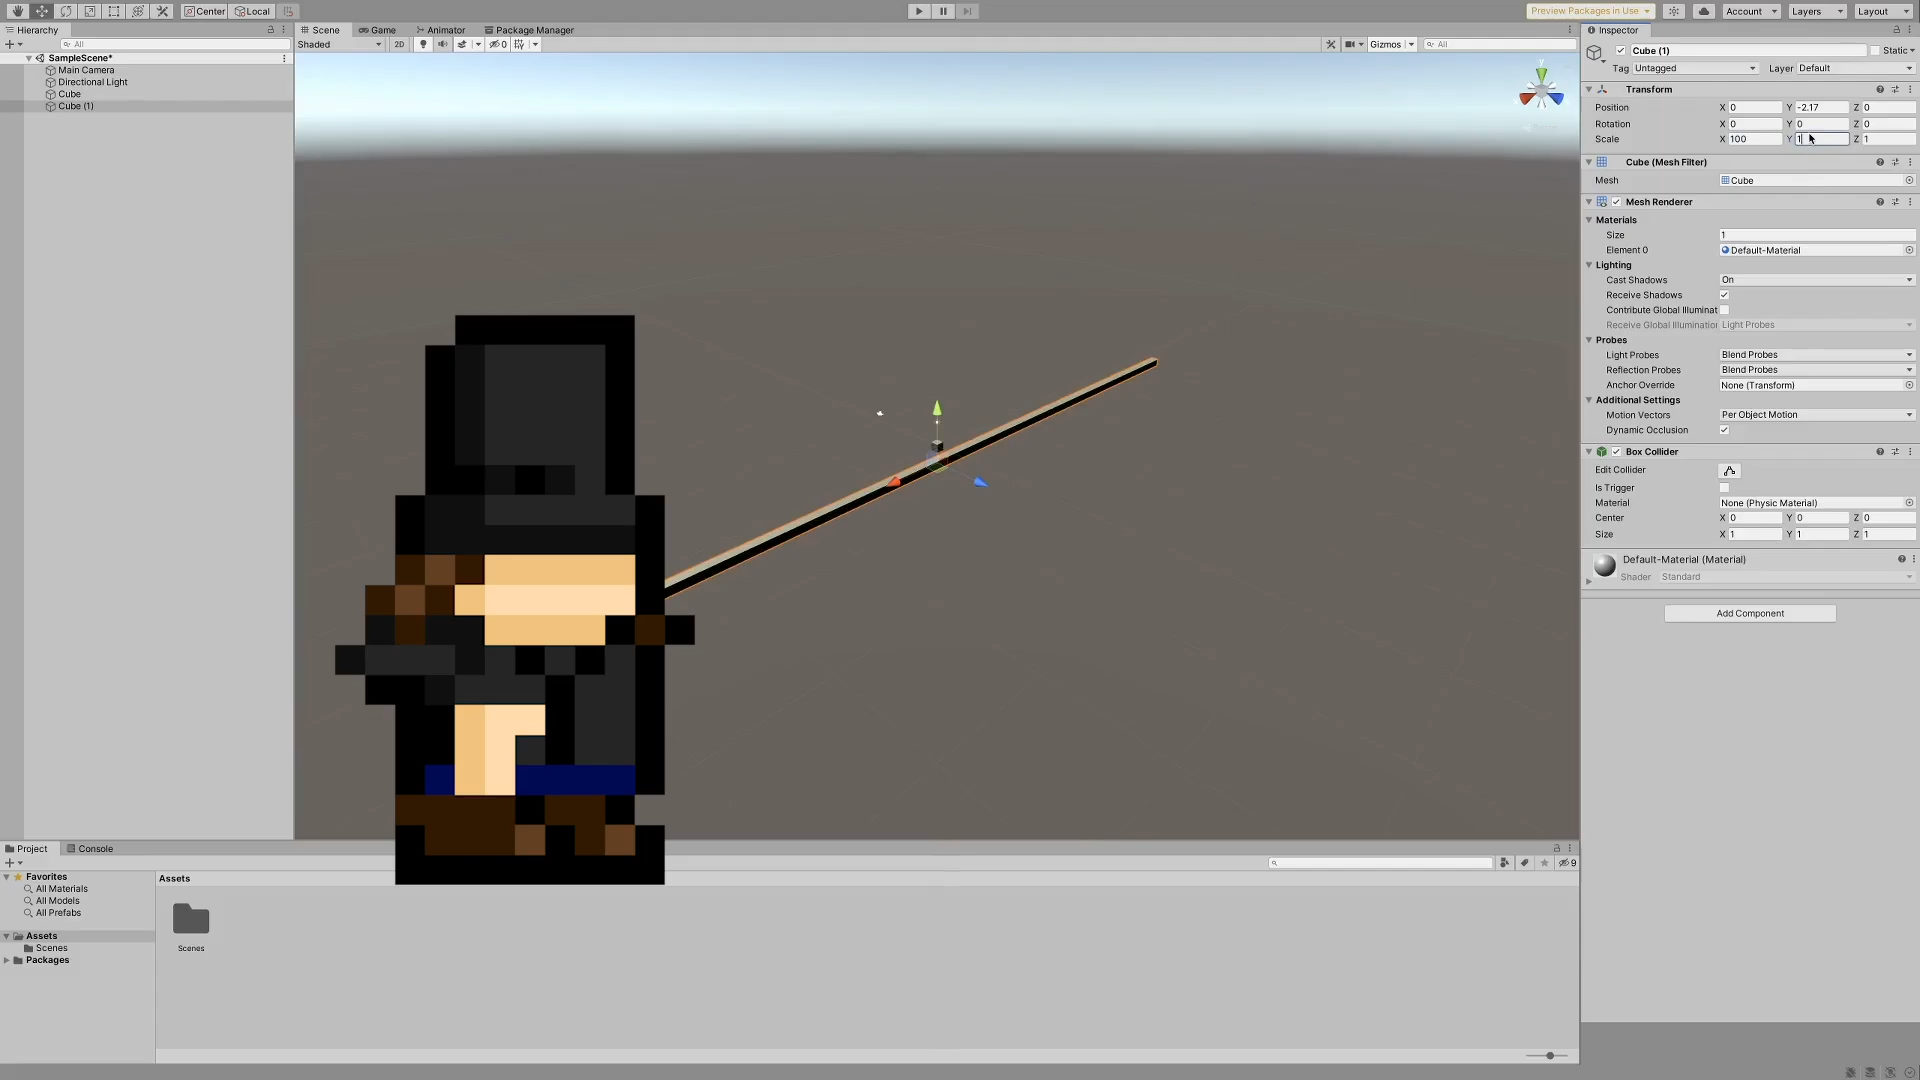 Center Local Preview Packages in Use Account Layers Layout
Hierarchy
All
SampleScene*
Main Camera
Directional Light
Cube
Cube (1)
Scene Game Animator Package Manager
Shaded 2D 0 Gizmos All
y
Inspector
Cube (1) Static
Tag Untagged Layer Default
Transform
Position X 0 Y -2.17 Z 0
Rotation X 0 Y 0 Z 0
Scale X 100 Y 1 Z 1
Cube (Mesh Filter)
Mesh Cube
Mesh Renderer
Materials
Size 1
Element 0 Default-Material
Lighting
Cast Shadows On
Receive Shadows
Contribute Global Illuminat
Receive Global Illumination Light Probes
Probes
Light Probes Blend Probes
Reflection Probes Blend Probes
Anchor Override None (Transform)
Additional Settings
Motion Vectors Per Object Motion
Dynamic Occlusion
Box Collider
Edit Collider
Is Trigger
Material None (Physic Material)
Center X 0 Y 0 Z 0
Size X 1 Y 1 Z 1
Default-Material (Material)
Shader Standard
Add Component
Project Console
9
Favorites
All Materials
All Models
All Prefabs
Assets
Scenes
Packages
Assets
Scenes